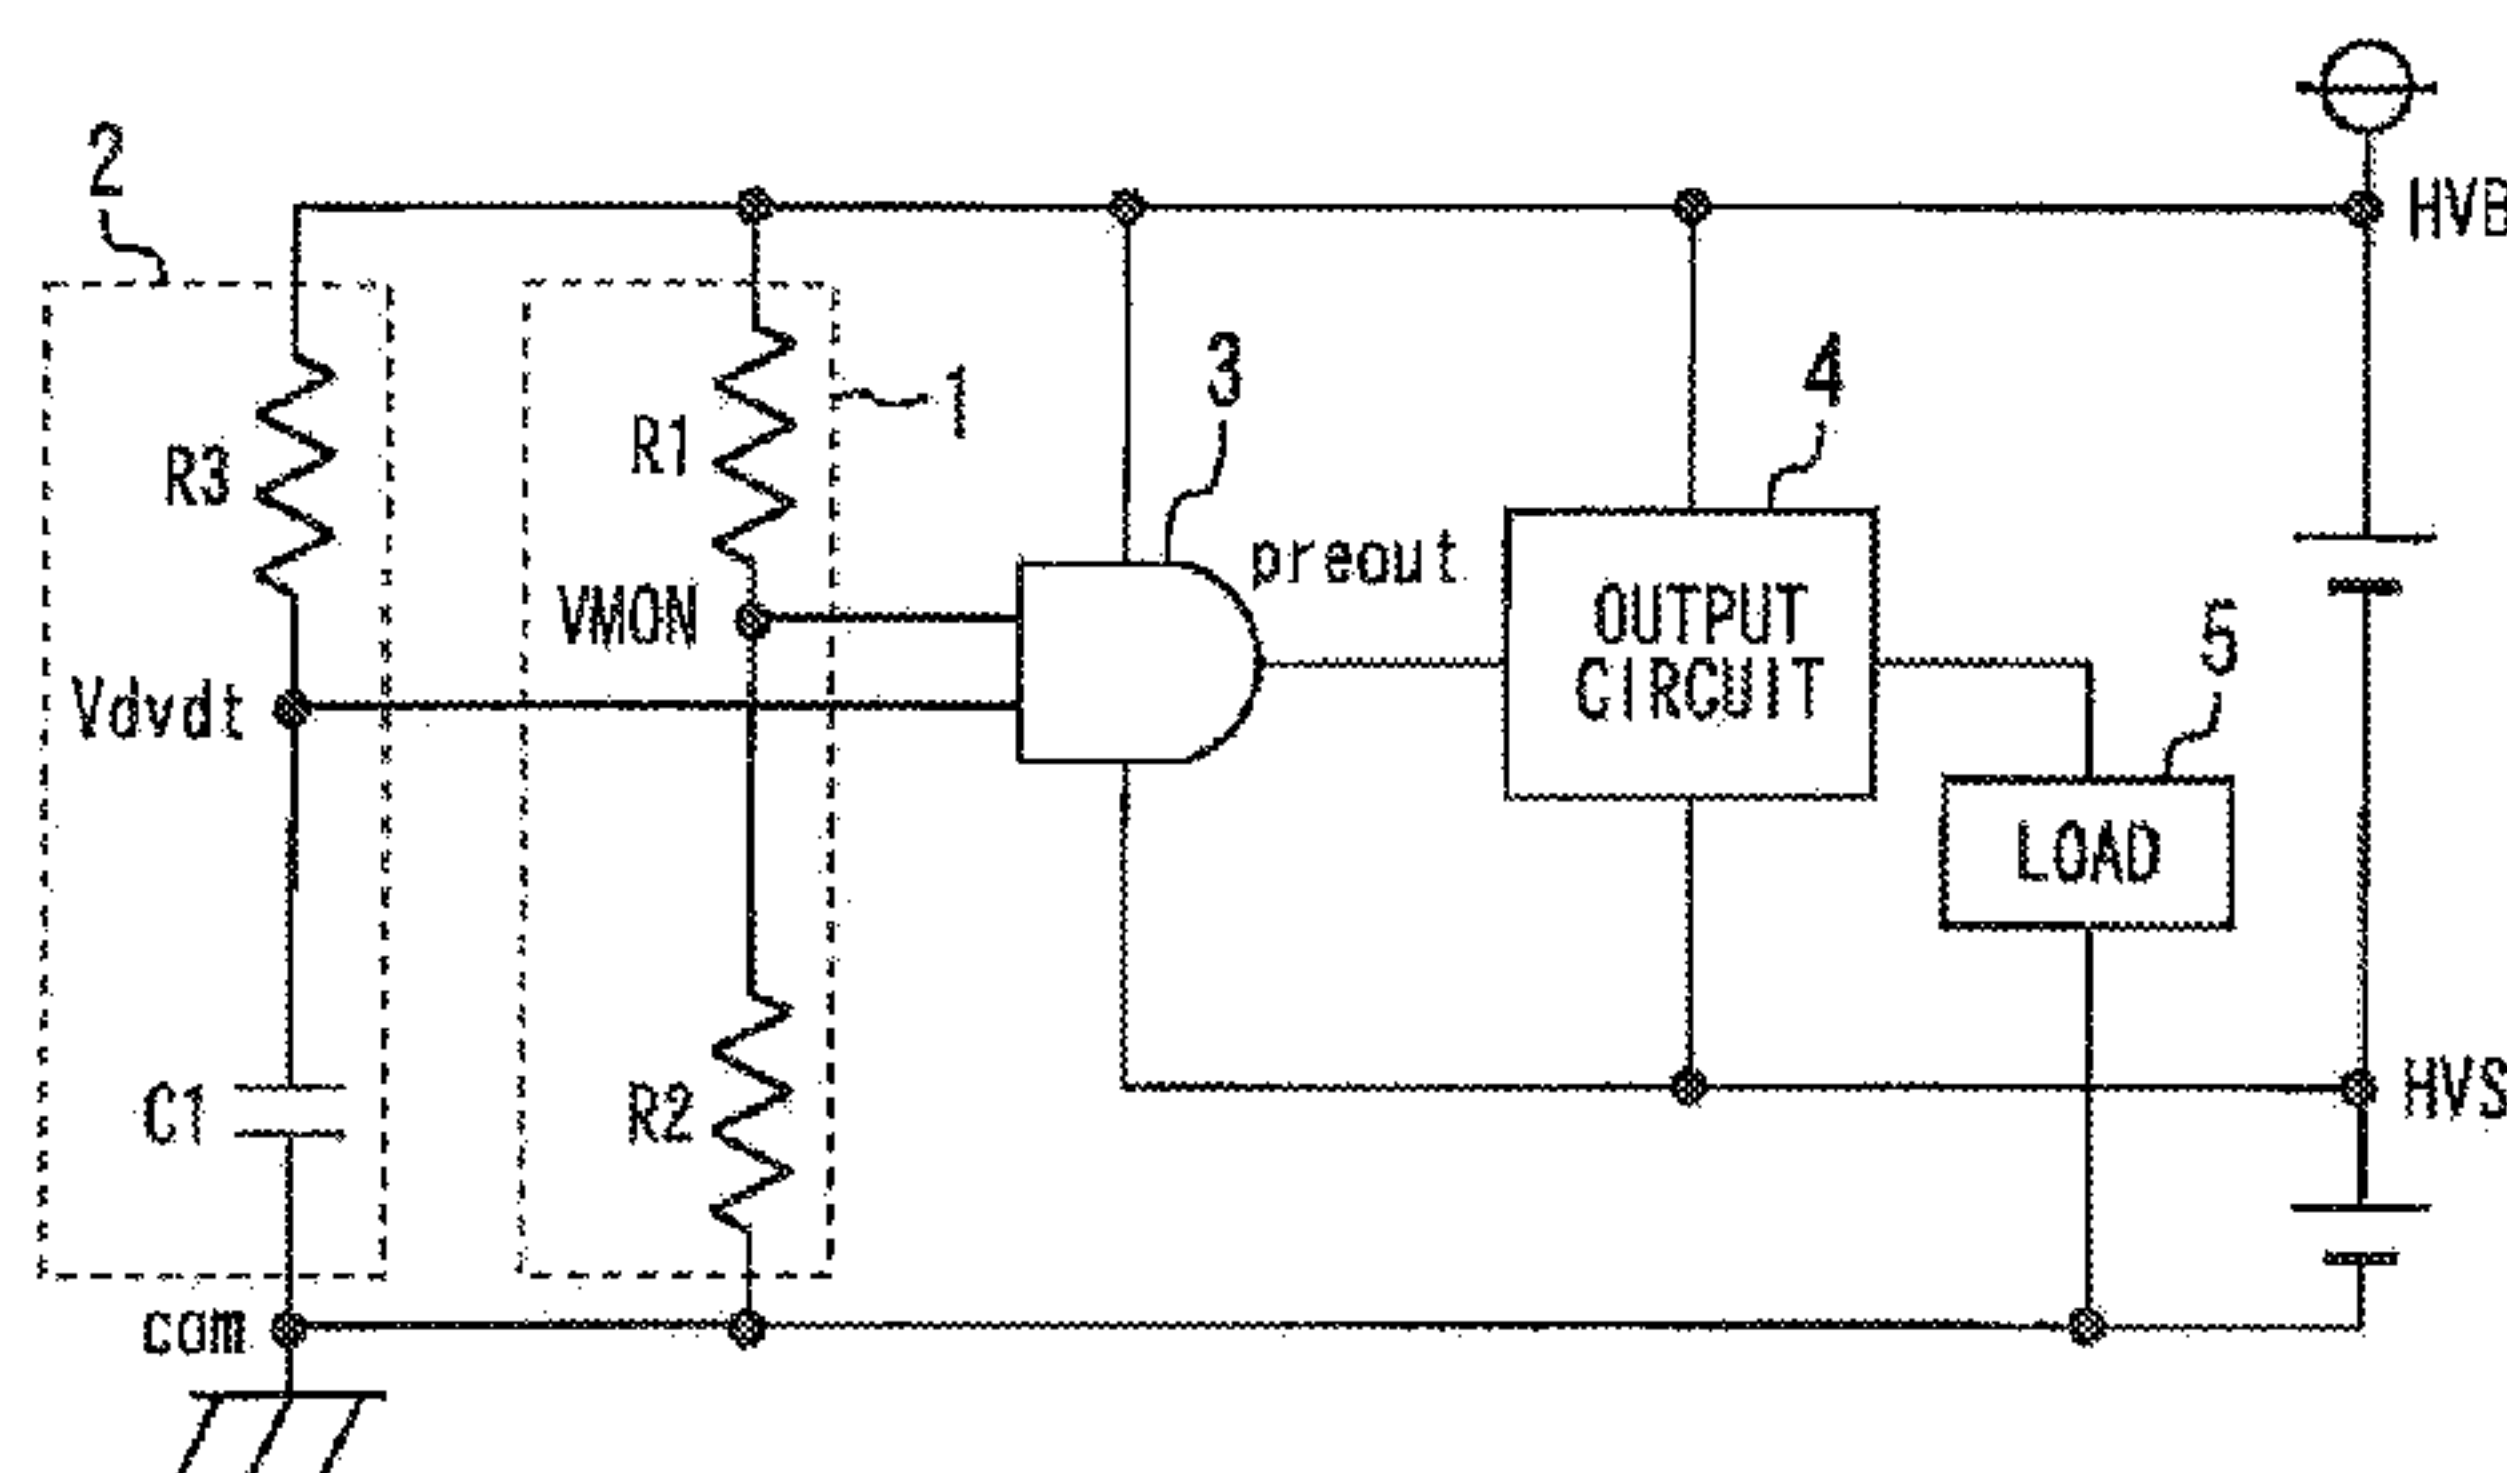 2
HVB
R3
R1
1
3
4
preout
VMON
OUTPUT
CIRCUIT
5
Vdvdt
LOAD
C1
R2
HVS
com